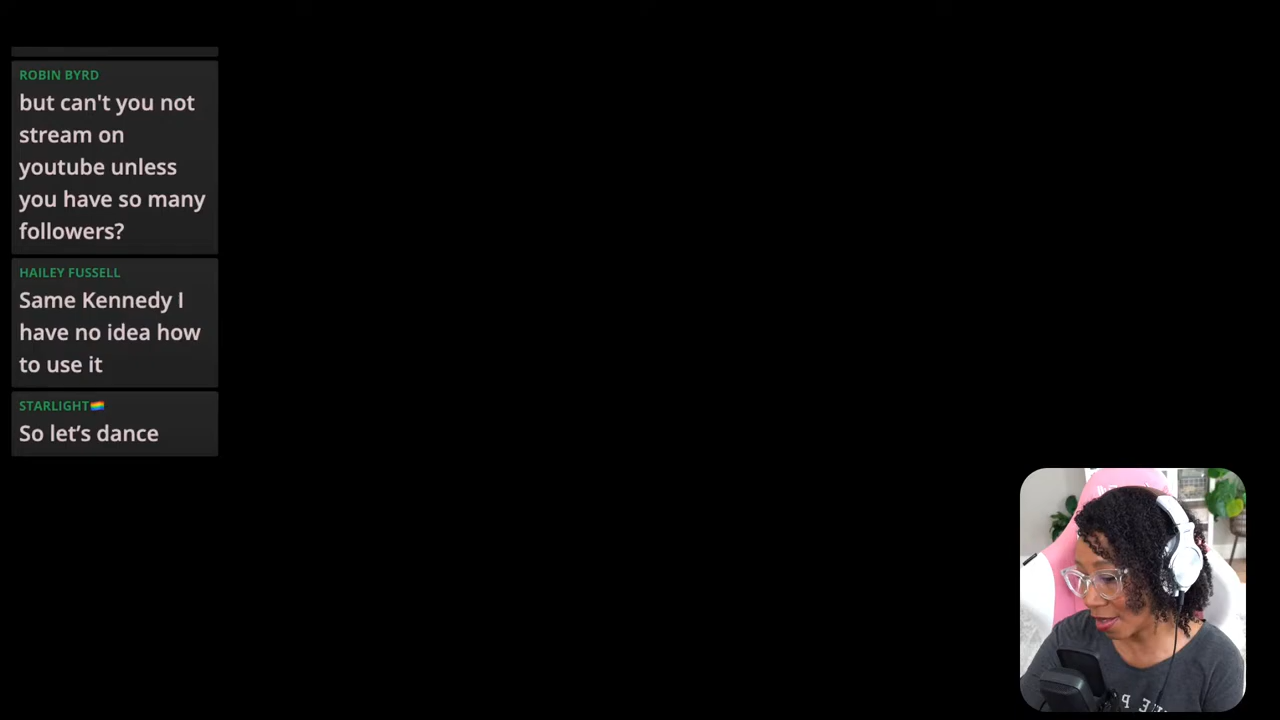 ROBIN BYRD
but can't you not
stream on
youtube unless
you have so many
followers?
HAILEY FUSSELL
Same Kennedy I
have no idea how
to use it
STARLIGHT🏳️‍🌈
So let’s dance